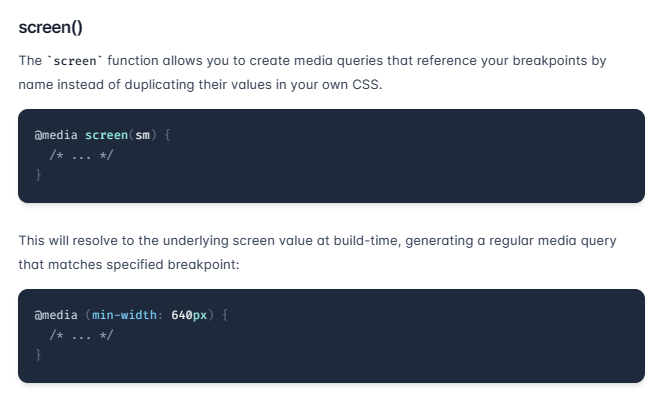 screen()
The `screen` function allows you to create media queries that reference your breakpoints by
name instead of duplicating their values in your own CSS.
@media screen(sm) {
  /* ... */
}
This will resolve to the underlying screen value at build-time, generating a regular media query
that matches specified breakpoint:
@media (min-width: 640px) {
  /* ... */
}